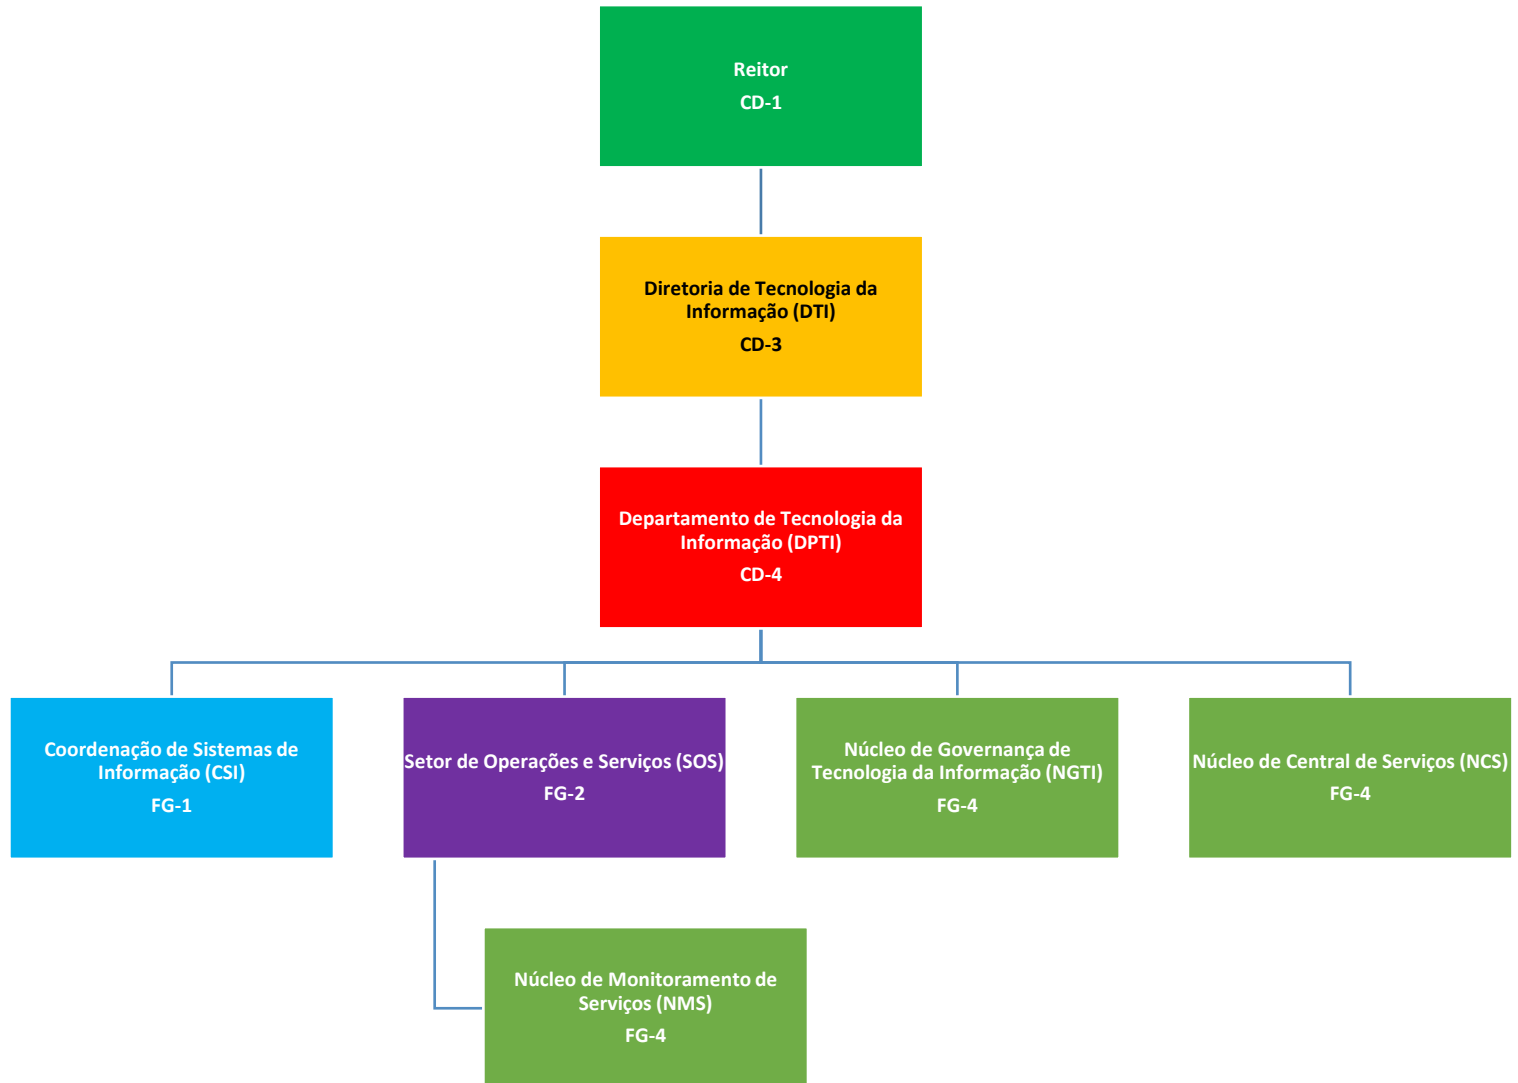 Reitor
CD-1
Diretoria de Tecnologia da
Informação (DTI)
CD-3
Departamento de Tecnologia da
Informação (DPTI)
CD-4
Coordenação de Sistemas de
Informação (CSI)
FG-1
Setor de Operações e Serviços (SOS)
FG-2
Núcleo de Governança de
Tecnologia da Informação (NGTI)
FG-4
Núcleo de Central de Serviços (NCS)
FG-4
Núcleo de Monitoramento de
Serviços (NMS)
FG-4